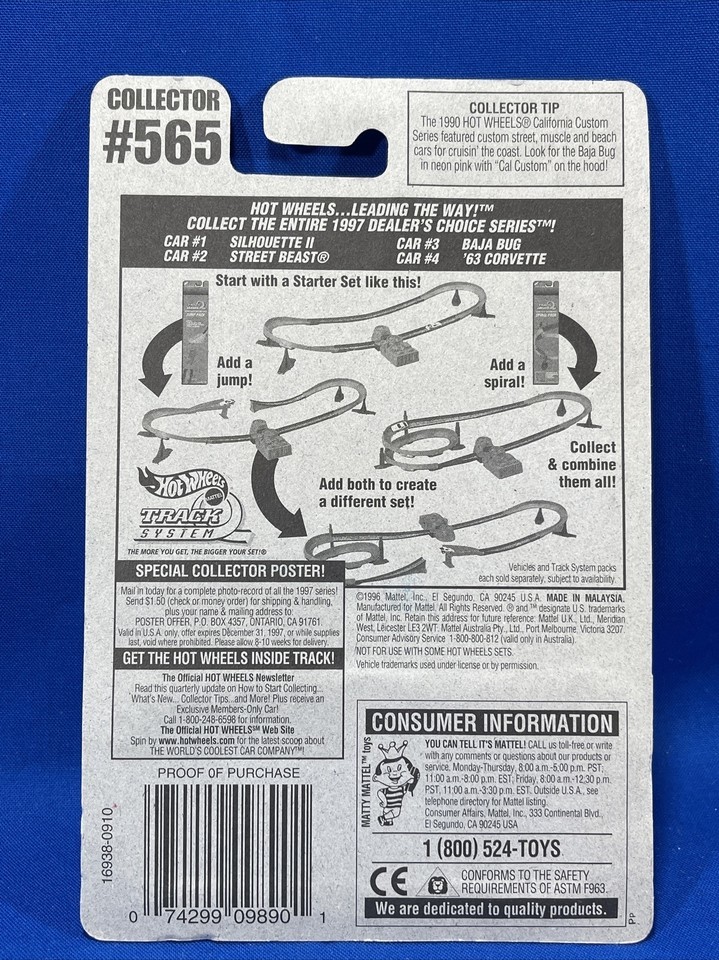 COLLECTOR
#565
COLLECTOR TIP
The 1990 HOT WHEELS® California Custom
Series featured custom street, muscle and beach
cars for cruisin' the coast. Look for the Baja Bug
in neon pink with "Cal Custom" on the hood!
HOT WHEELS...LEADING THE WAY!™
COLLECT THE ENTIRE 1997 DEALER'S CHOICE SERIES™!
CAR #1 SILHOUETTE II CAR #3 BAJA BUG
CAR #2 STREET BEAST® CAR #4 '63 CORVETTE
Start with a Starter Set like this!
Add a
jump!
Add a
spiral!
Collect
& combine
them all!
Add both to create
a different set!
HOT WHEELS
MATTEL
TRACK
SYSTEM
THE MORE YOU GET, THE BIGGER YOUR SET!®
Vehicles and Track System packs
each sold separately, subject to availability.
SPECIAL COLLECTOR POSTER!
Mail in today for a complete photo-record of all the 1997 series!
Send $1.50 (check or money order) for shipping & handling,
plus your name & mailing address to:
POSTER OFFER, P.O. BOX 4357, ONTARIO, CA 91761.
Valid in U.S.A. only, offer expires December 31, 1997, or while supplies
last, void where prohibited. Please allow 8-10 weeks for delivery.
GET THE HOT WHEELS INSIDE TRACK!
The Official HOT WHEELS Newsletter
Read this quarterly update on How to Start Collecting...
What's New... Collector Tips...and More! Plus receive an
Exclusive Members-Only Car!
Call 1-800-248-6598 for information.
The Official HOT WHEELS℠ Web Site
Spin by www.hotwheels.com for the latest scoop about
THE WORLD'S COOLEST CAR COMPANY™!
©1996 Mattel, Inc., El Segundo, CA 90245 U.S.A. MADE IN MALAYSIA.
Manufactured for Mattel. All Rights Reserved. ® and ™ designate U.S. trademarks
of Mattel, Inc. Retain this address for future reference: Mattel U.K., Ltd., Meridian
West, Leicester LE3 2WT. Mattel Australia Pty., Ltd., Port Melbourne, Victoria 3207.
Consumer Advisory Service 1-800-800-812 (valid only in Australia).
NOT FOR USE WITH SOME HOT WHEELS SETS.
Vehicle trademarks used under license or by permission.
CONSUMER INFORMATION
MATTY MATTEL™ toys
YOU CAN TELL IT'S MATTEL! CALL us toll-free or write
with any comments or questions about our products or
service. Monday-Thursday, 8:00 a.m.-5:00 p.m. PST,
11:00 a.m.-8:00 p.m. EST; Friday, 8:00 a.m.-12:30 p.m.
PST, 11:00 a.m.-3:30 p.m. EST. Outside U.S.A., see
telephone directory for Mattel listing.
Consumer Affairs, Mattel, Inc., 333 Continental Blvd.,
El Segundo, CA 90245 USA
1 (800) 524-TOYS
CE
CONFORMS TO THE SAFETY
REQUIREMENTS OF ASTM F963.
We are dedicated to quality products.
PROOF OF PURCHASE
16938-0910
0 74299 09890 1
PP